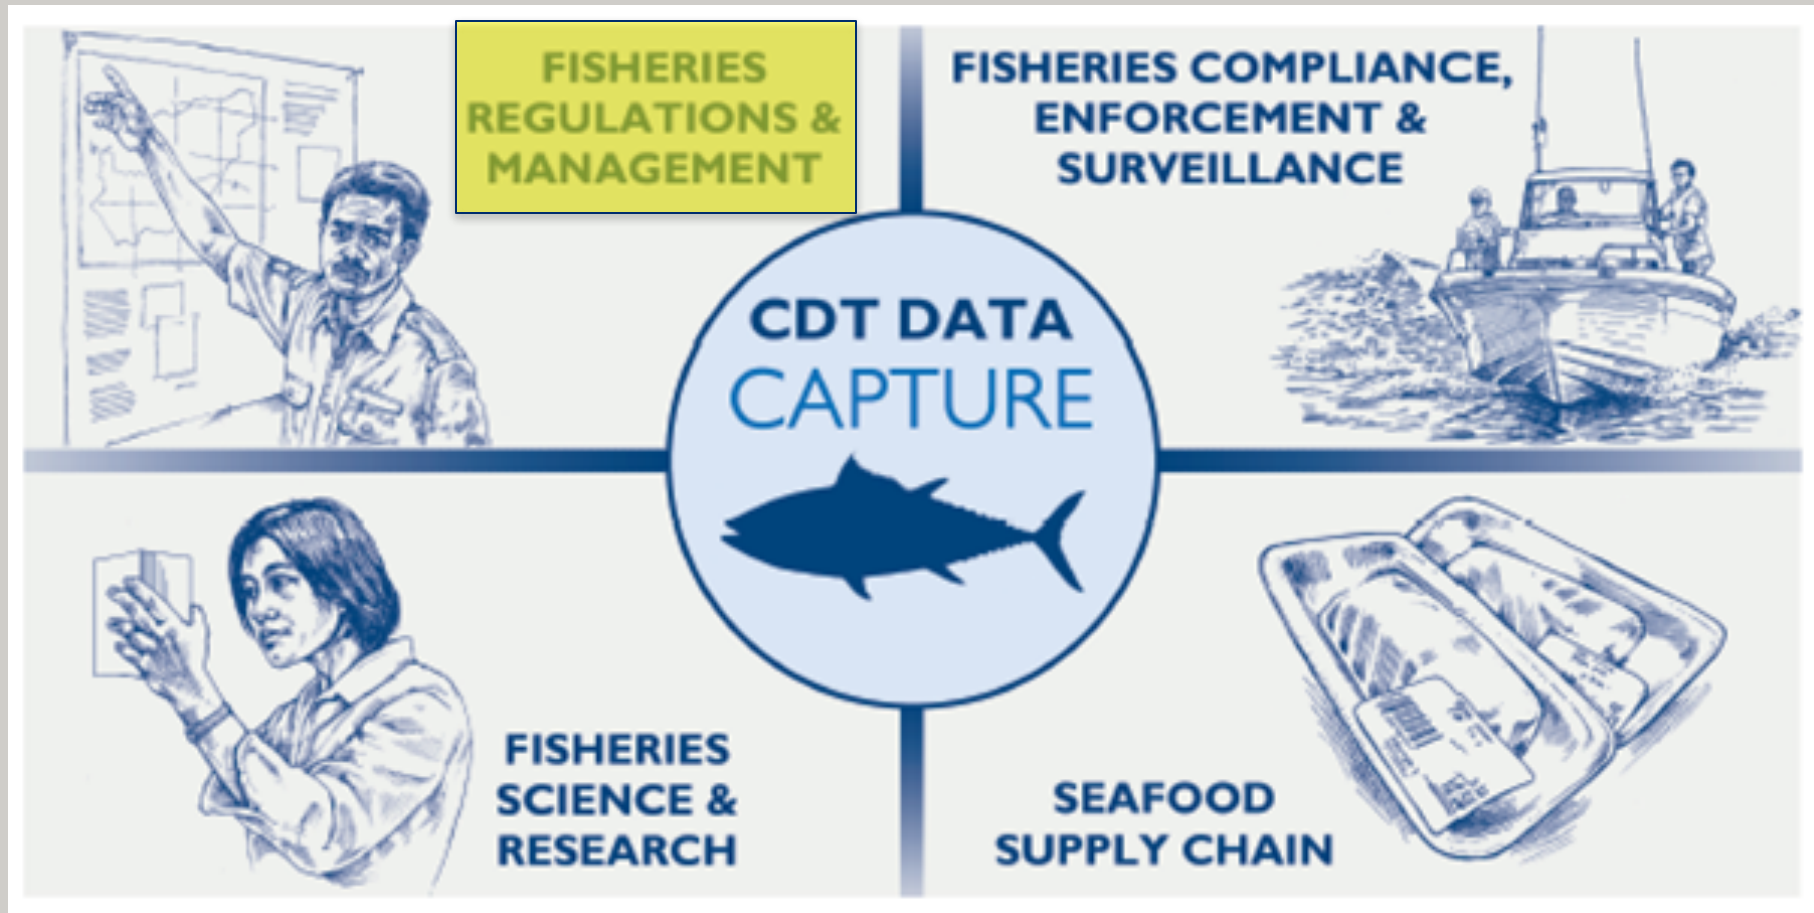 FISHERIES
REGULATIONS &
MANAGEMENT
FISHERIES COMPLIANCE,
ENFORCEMENT &
SURVEILLANCE
CDT DATA
CAPTURE
FISHERIES
SCIENCE &
RESEARCH
SEAFOOD
SUPPLY CHAIN